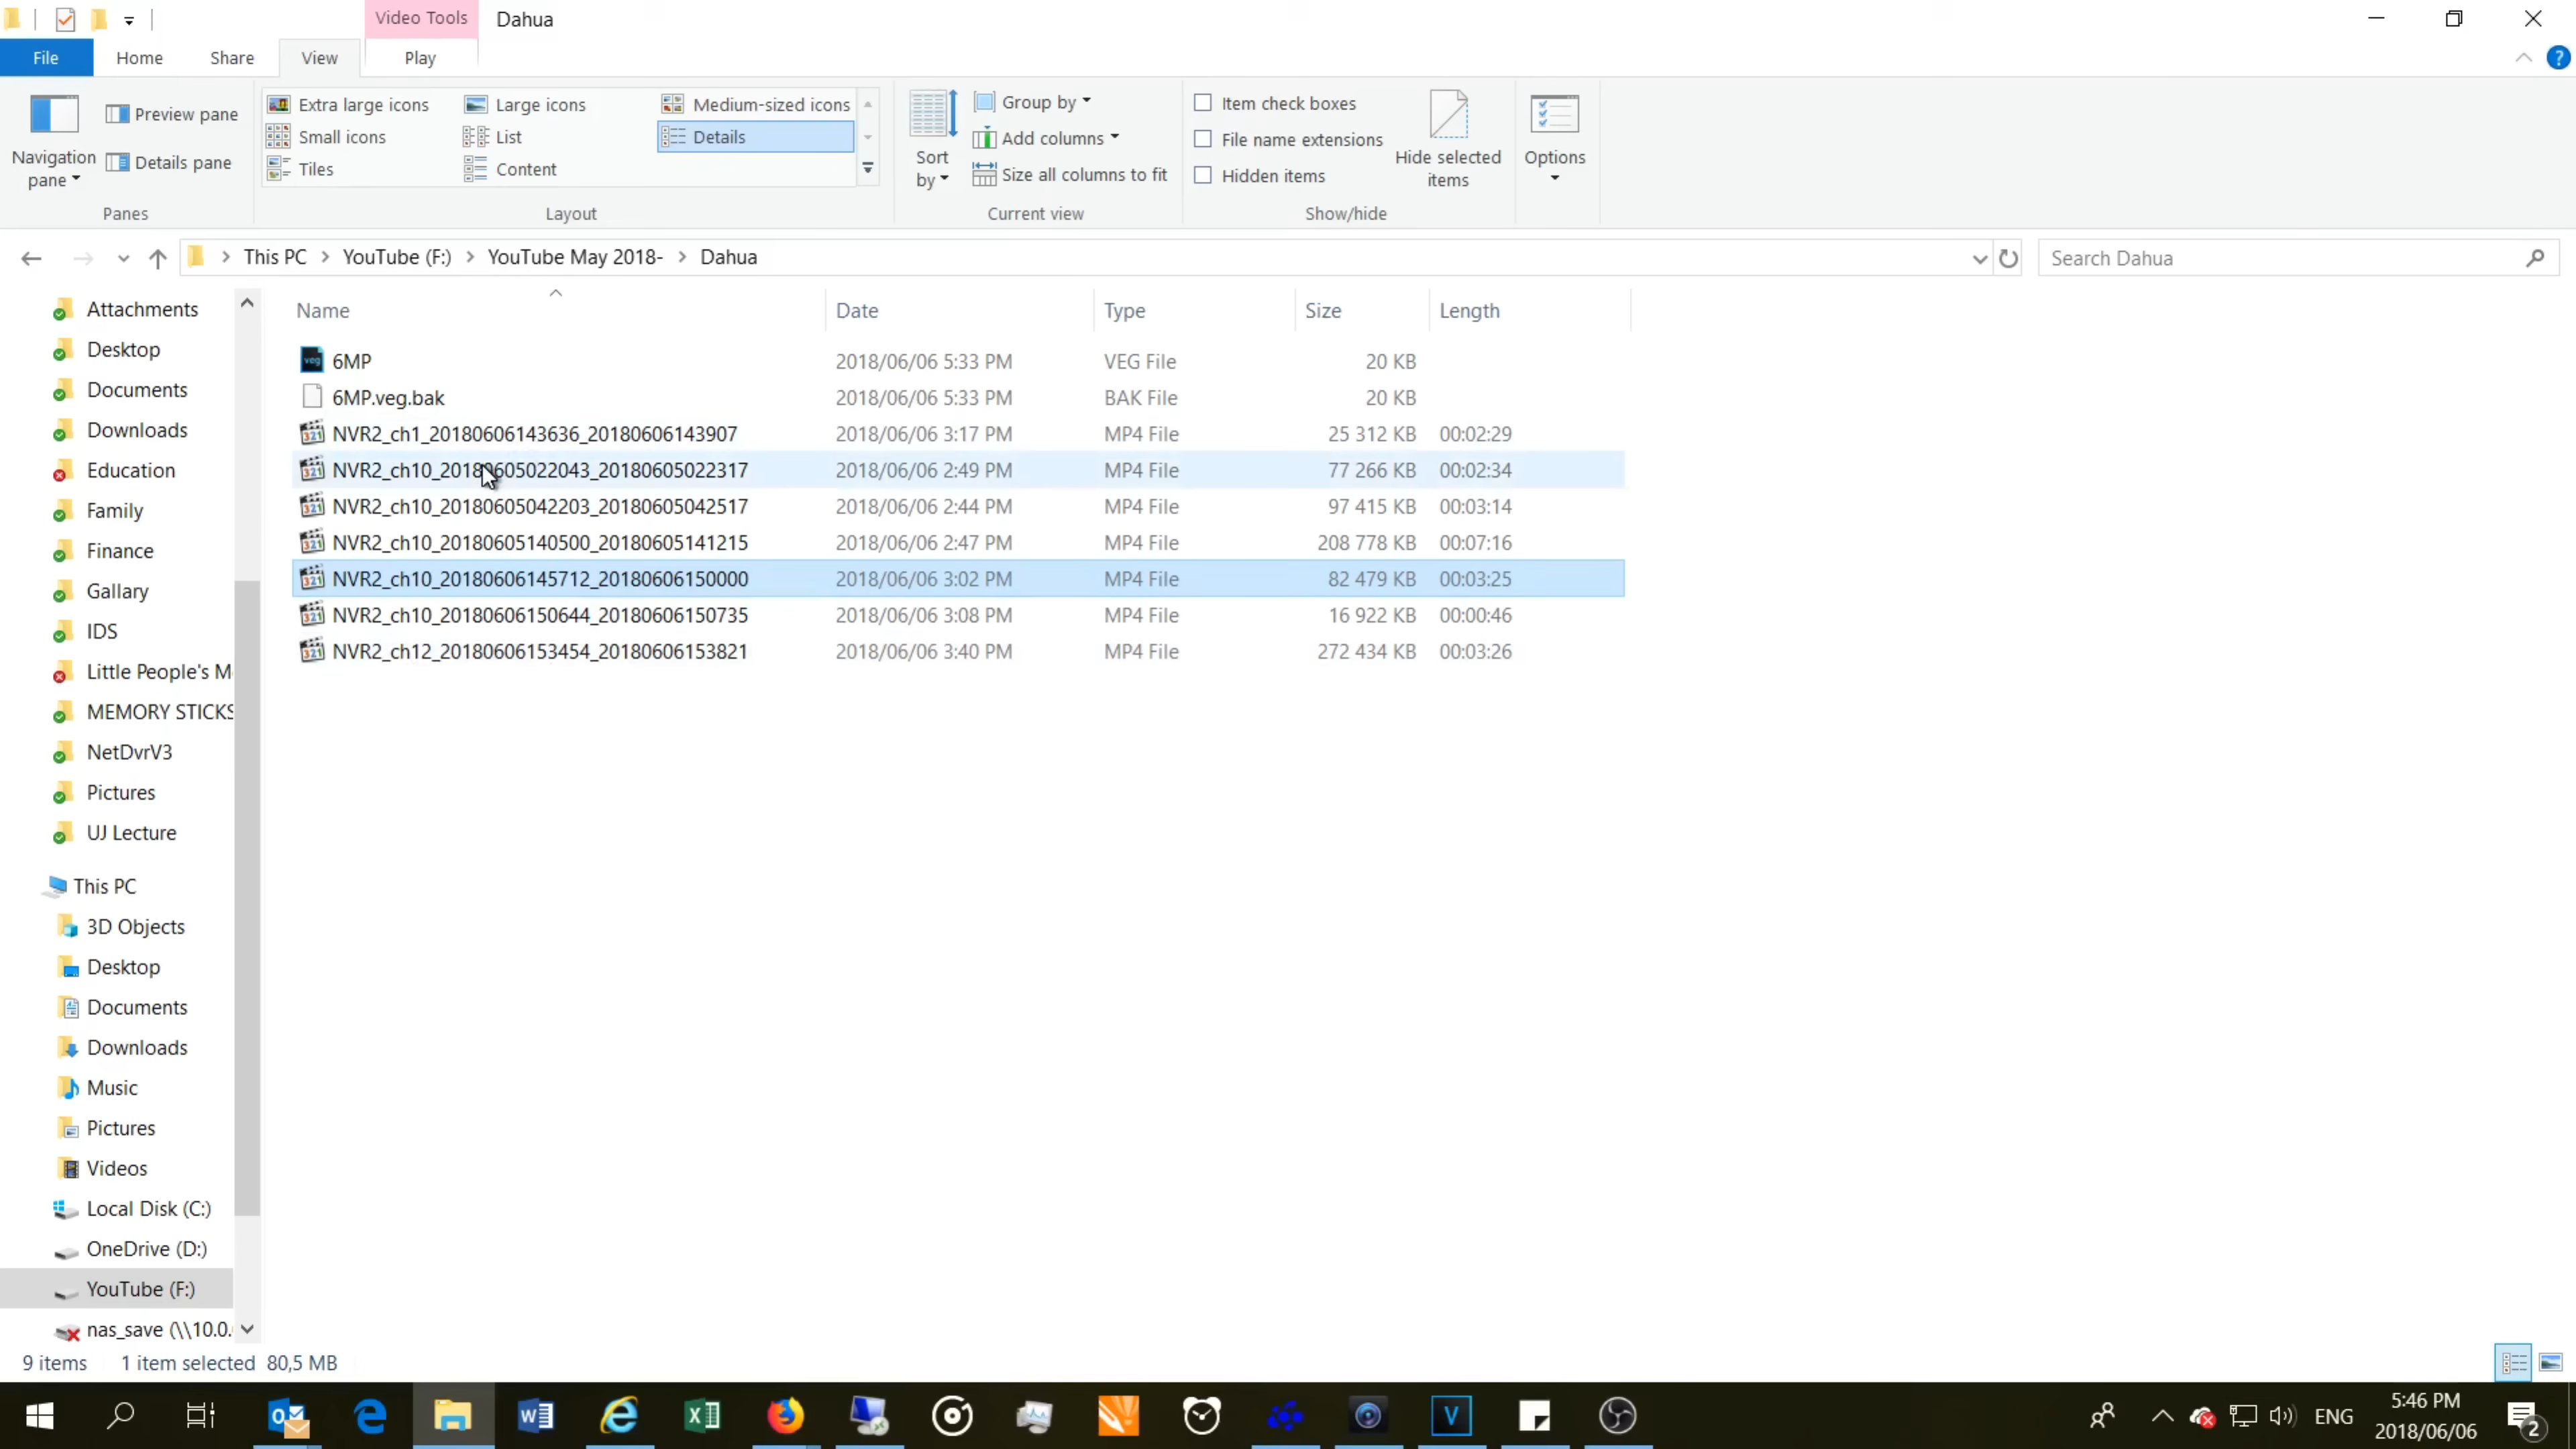 Video Tools Dahua
File Home Share View Play
Navigation pane
Preview pane
Details pane
Panes
Extra large icons Large icons Medium-sized icons
Small icons List Details
Tiles Content
Layout
Sort by
Group by
Add columns
Size all columns to fit
Current view
Item check boxes
File name extensions
Hidden items
Hide selected items
Show/hide
Options
This PC > YouTube (F:) > YouTube May 2018- > Dahua
Search Dahua
Attachments
Desktop
Documents
Downloads
Education
Family
Finance
Gallary
IDS
Little People's M
MEMORY STICKS
NetDvrV3
Pictures
UJ Lecture
This PC
3D Objects
Desktop
Documents
Downloads
Music
Pictures
Videos
Local Disk (C:)
OneDrive (D:)
YouTube (F:)
nas_save (\\10.0.
Name Date Type Size Length
6MP 2018/06/06 5:33 PM VEG File 20 KB
6MP.veg.bak 2018/06/06 5:33 PM BAK File 20 KB
NVR2_ch1_20180606143636_20180606143907 2018/06/06 3:17 PM MP4 File 25 312 KB 00:02:29
NVR2_ch10_20180605022043_20180605022317 2018/06/06 2:49 PM MP4 File 77 266 KB 00:02:34
NVR2_ch10_20180605042203_20180605042517 2018/06/06 2:44 PM MP4 File 97 415 KB 00:03:14
NVR2_ch10_20180605140500_20180605141215 2018/06/06 2:47 PM MP4 File 208 778 KB 00:07:16
NVR2_ch10_20180606145712_20180606150000 2018/06/06 3:02 PM MP4 File 82 479 KB 00:03:25
NVR2_ch10_20180606150644_20180606150735 2018/06/06 3:08 PM MP4 File 16 922 KB 00:00:46
NVR2_ch12_20180606153454_20180606153821 2018/06/06 3:40 PM MP4 File 272 434 KB 00:03:26
9 items 1 item selected 80,5 MB
ENG
5:46 PM
2018/06/06
2